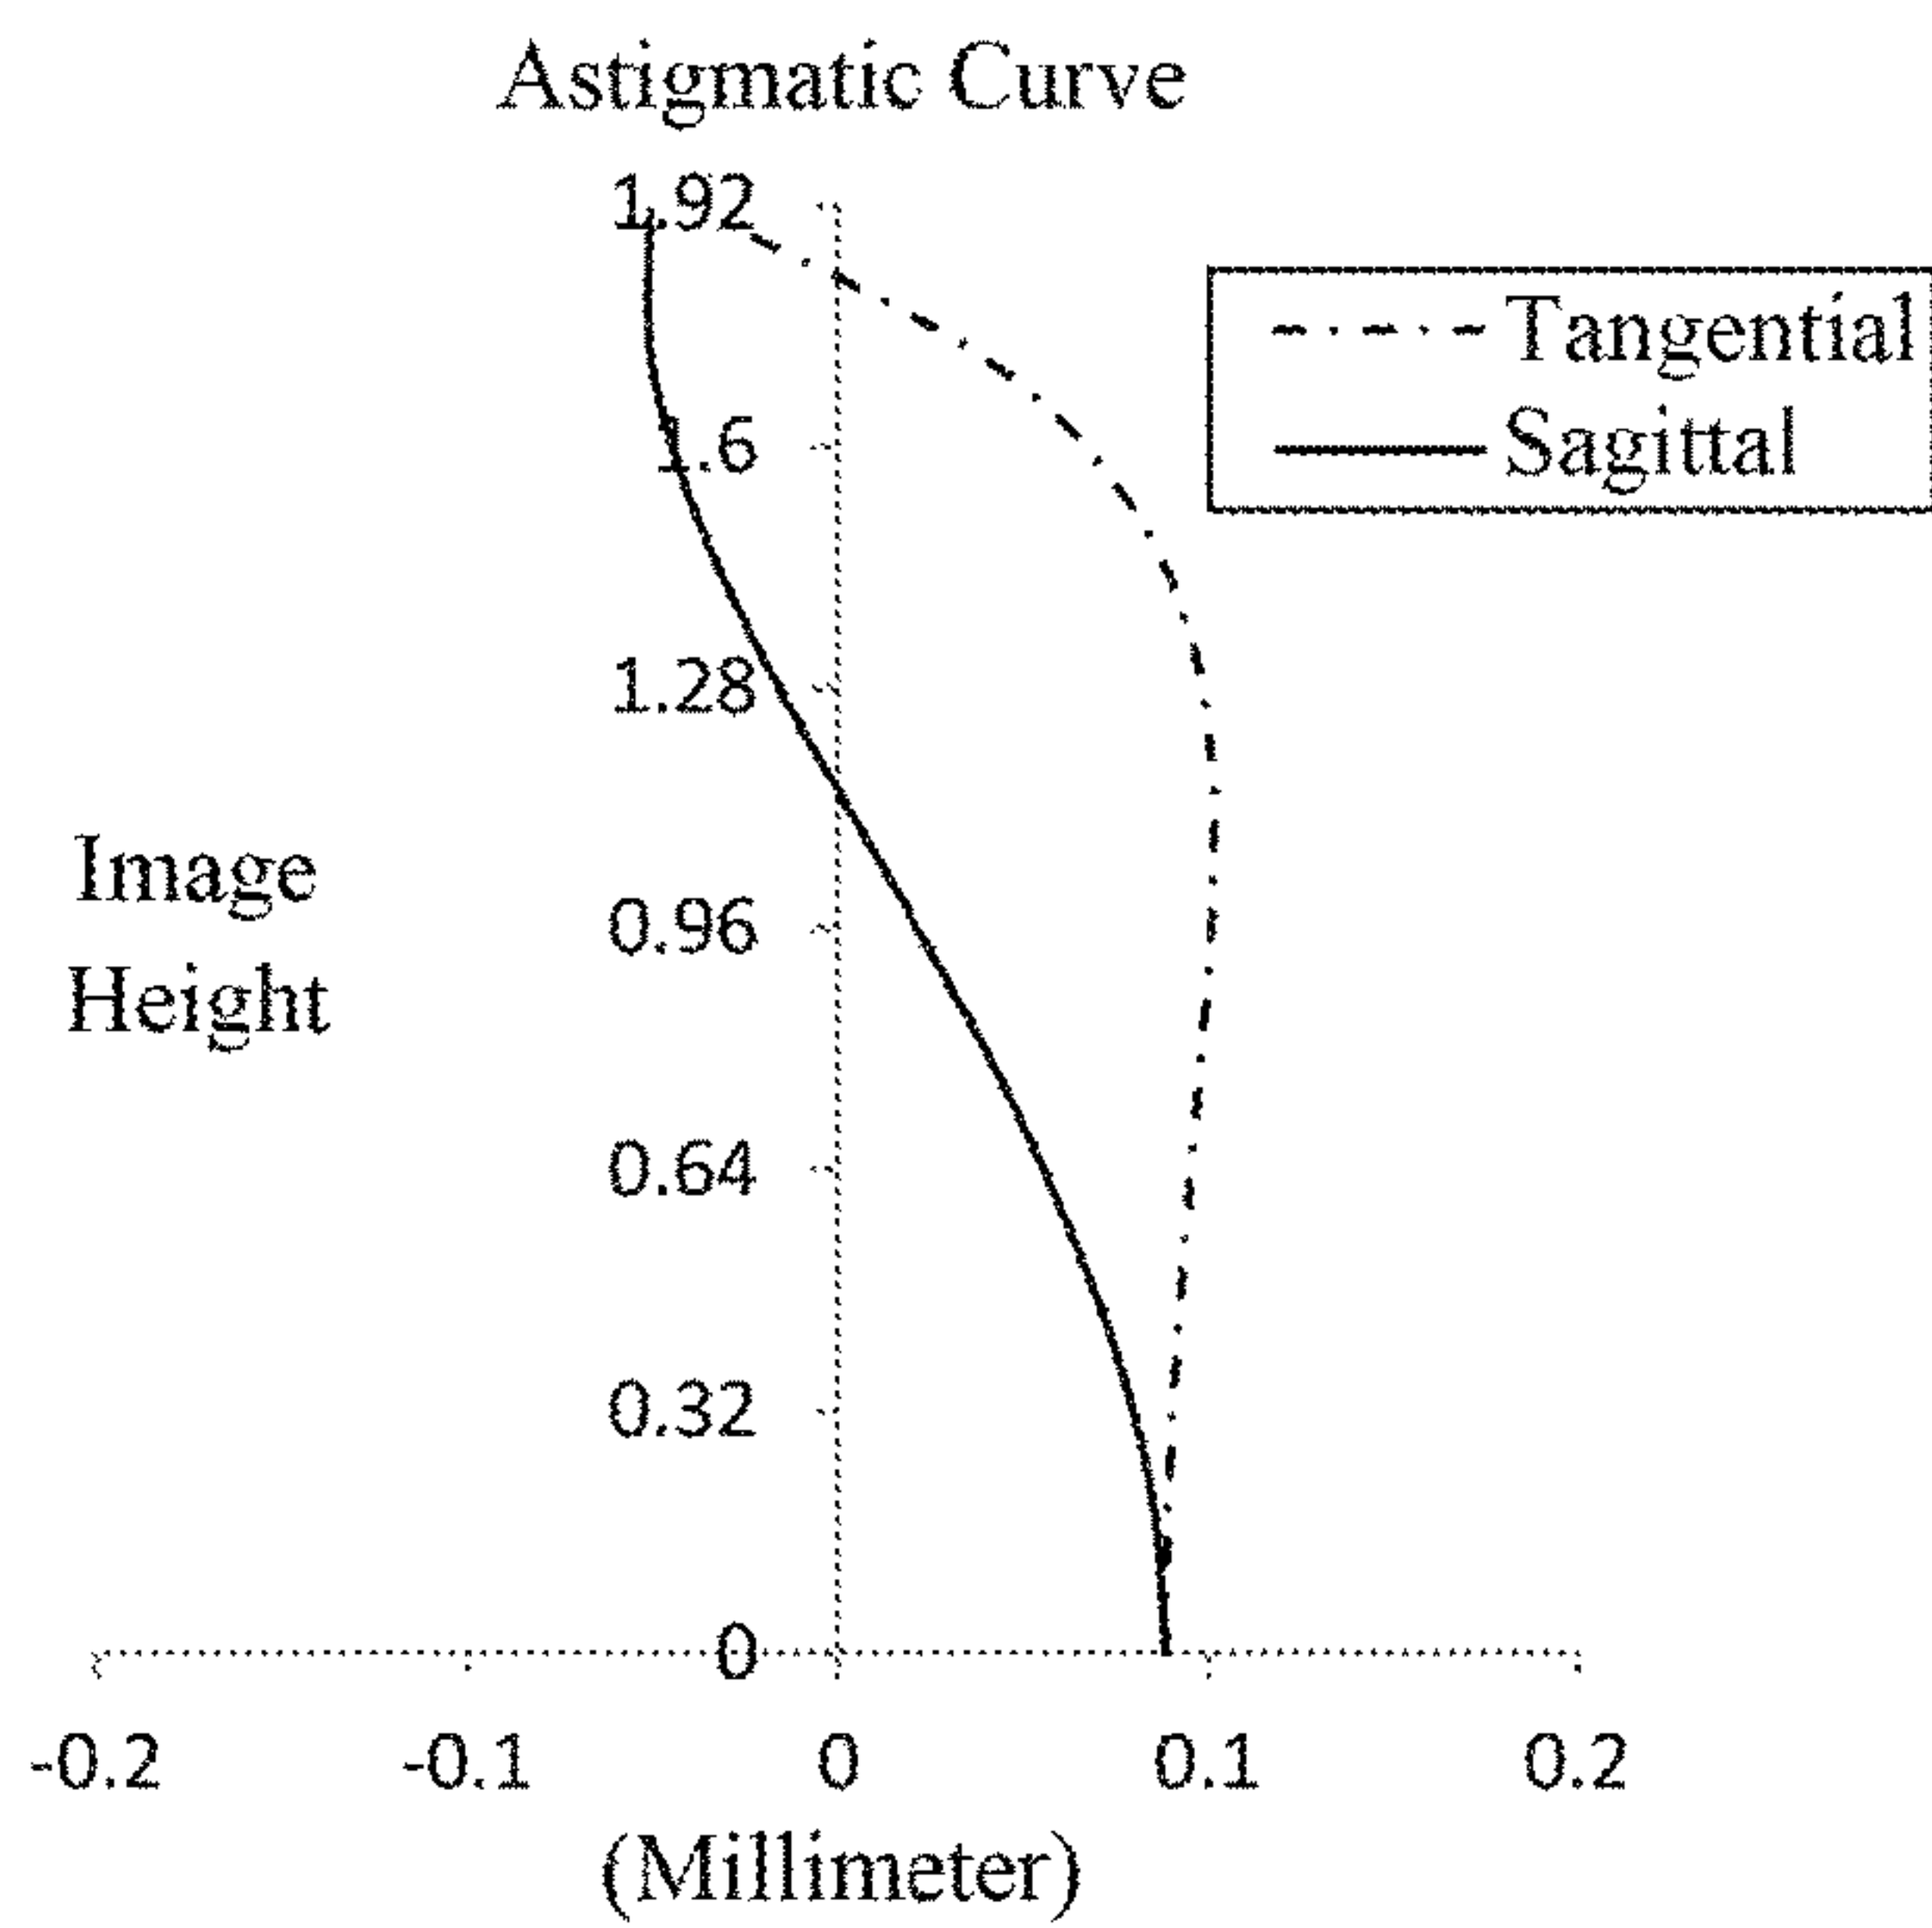 Astigmatic Curve
1.92
Tangential
1.6
Sagittal
1.28
Image
Height
0.96
0.64
0.32
0
-0.2 -0.1 0 0.1 0.2
(Millimeter)